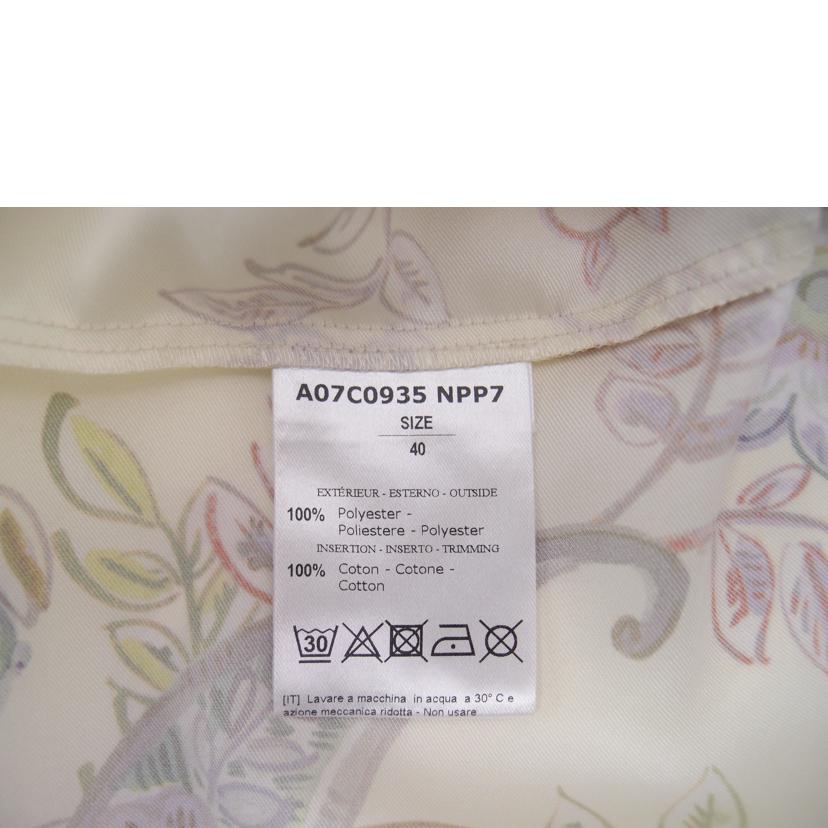 A07C0935 NPP7
SIZE
40
EXTÉRIEUR - ESTERNO - OUTSIDE
100% Polyester -
Poliestere - Polyester
INSERTION - INSERTO - TRIMMING
100% Coton - Cotone -
Cotton
30
[IT] Lavare a macchina in acqua a 30° C e
azione meccanica ridotta - Non usare